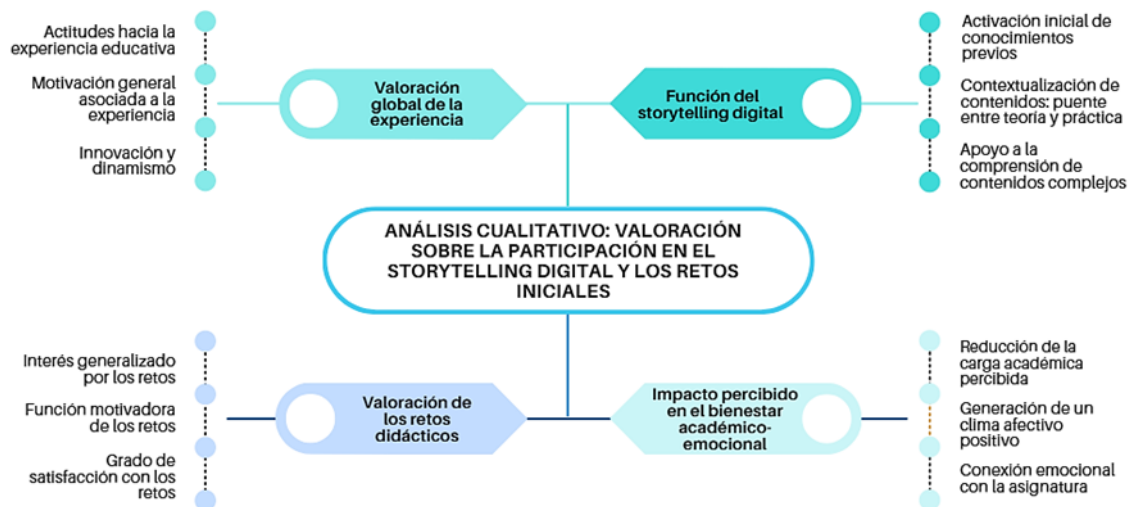 Actitudes hacia la
experiencia educativa
Motivación general
asociada a la
experiencia
Innovación y
dinamismo
Valoración
global de la
experiencia
Función del
storytelling digital
Activación inicial de
conocimientos
previos
Contextualización de
contenidos: puente
entre teoría y práctica
Apoyo a la
comprensión de
contenidos complejos
ANÁLISIS CUALITATIVO: VALORACIÓN
SOBRE LA PARTICIPACIÓN EN EL
STORYTELLING DIGITAL Y LOS RETOS
INICIALES
Interés generalizado
por los retos
Función motivadora
de los retos
Grado de
satisfacción con los
retos
Valoración de
los retos
didácticos
Impacto percibido
en el bienestar
académico-
emocional
Reducción de la
carga académica
percibida
Generación de un
clima afectivo
positivo
Conexión emocional
con la asignatura